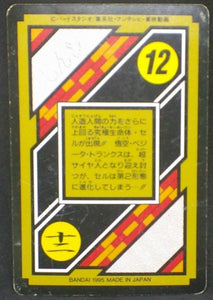 ©バードスタジオ/集英社・フジテレビ・東映動画
12
人造人間の力をさらに
上回る究極生命体・セ
ルが出現!! 悟空・ベジ
ータ・トランクスは、超
サイヤ人となり迎え討
つが、セルは第2形態
に進化してしまう…!!
十二
BANDAI 1995 MADE IN JAPAN